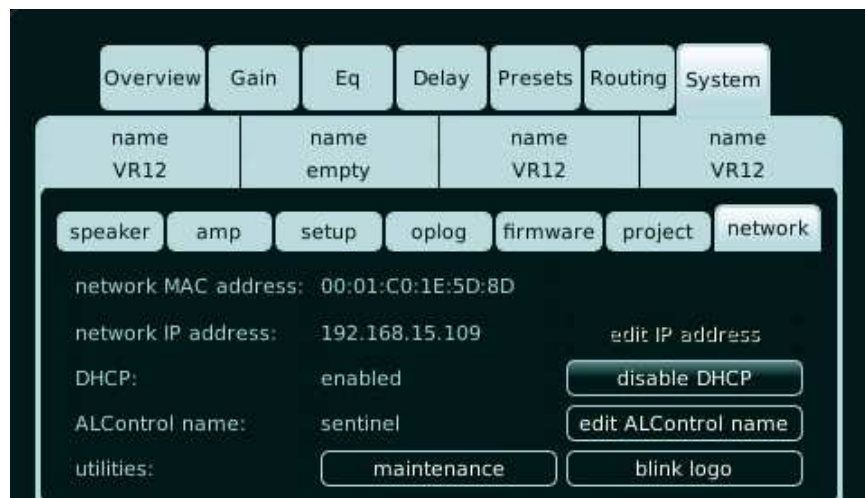 Overview Gain Eq Delay Presets Routing System
name name name name
VR12 empty VR12 VR12
speaker amp setup oplog firmware project network
network MAC address: 00:01:C0:1E:5D:8D
network IP address: 192.168.15.109 edit IP address
DHCP: enabled disable DHCP
ALControl name: sentinel edit ALControl name
utilities: maintenance blink logo